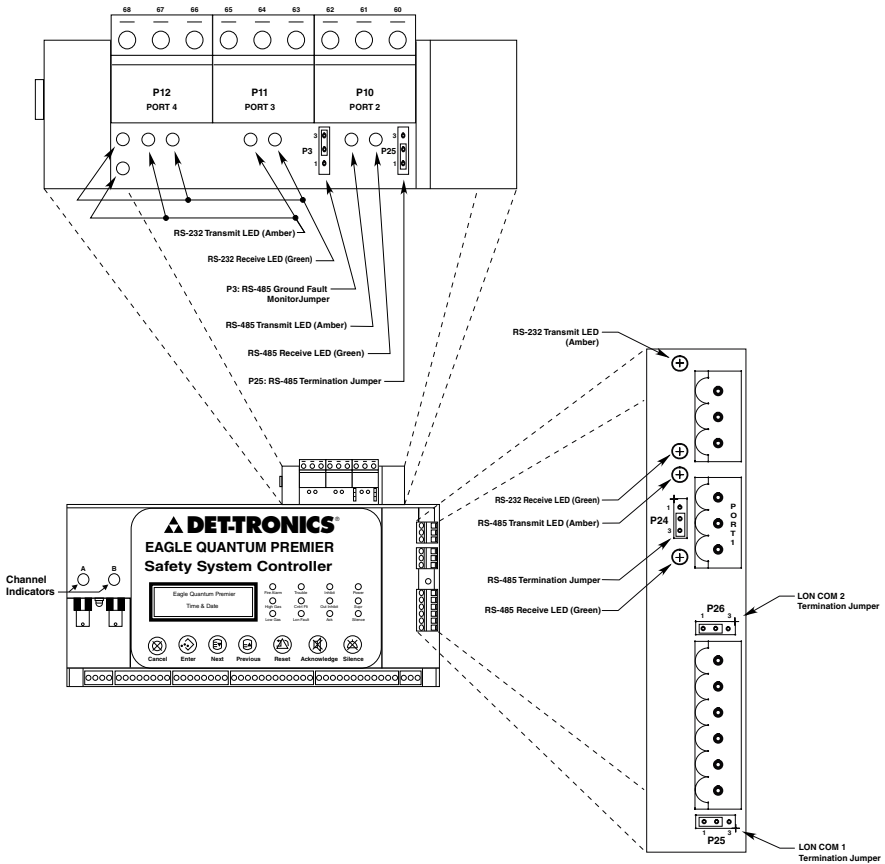 68 67 66 65 64 63 62 61 60
P12 P11 P10
PORT 4 PORT 3 PORT 2
3 3
P3 P25
1 1
RS-232 Transmit LED (Amber)
RS-232 Receive LED (Green)
P3: RS-485 Ground Fault
MonitorJumper
RS-485 Transmit LED (Amber)
RS-485 Receive LED (Green)
P25: RS-485 Termination Jumper
RS-232 Transmit LED
(Amber)
RS-232 Receive LED (Green)
RS-485 Transmit LED (Amber)
1
P24
3
PORT 1
RS-485 Termination Jumper
RS-485 Receive LED (Green)
P26
1 3
LON COM 2
Termination Jumper
1 3
P25
LON COM 1
Termination Jumper
DET-TRONICS®
EAGLE QUANTUM PREMIER
Safety System Controller
Channel
Indicators
A B
Eagle Quantum Premier
Time & Date
Fire Alarm Trouble Inhibit Power
High Gas Cntrl Flt Out Inhibit Supr
Low Gas Lon Fault Ack Silence
Cancel Enter Next Previous Reset Acknowledge Silence